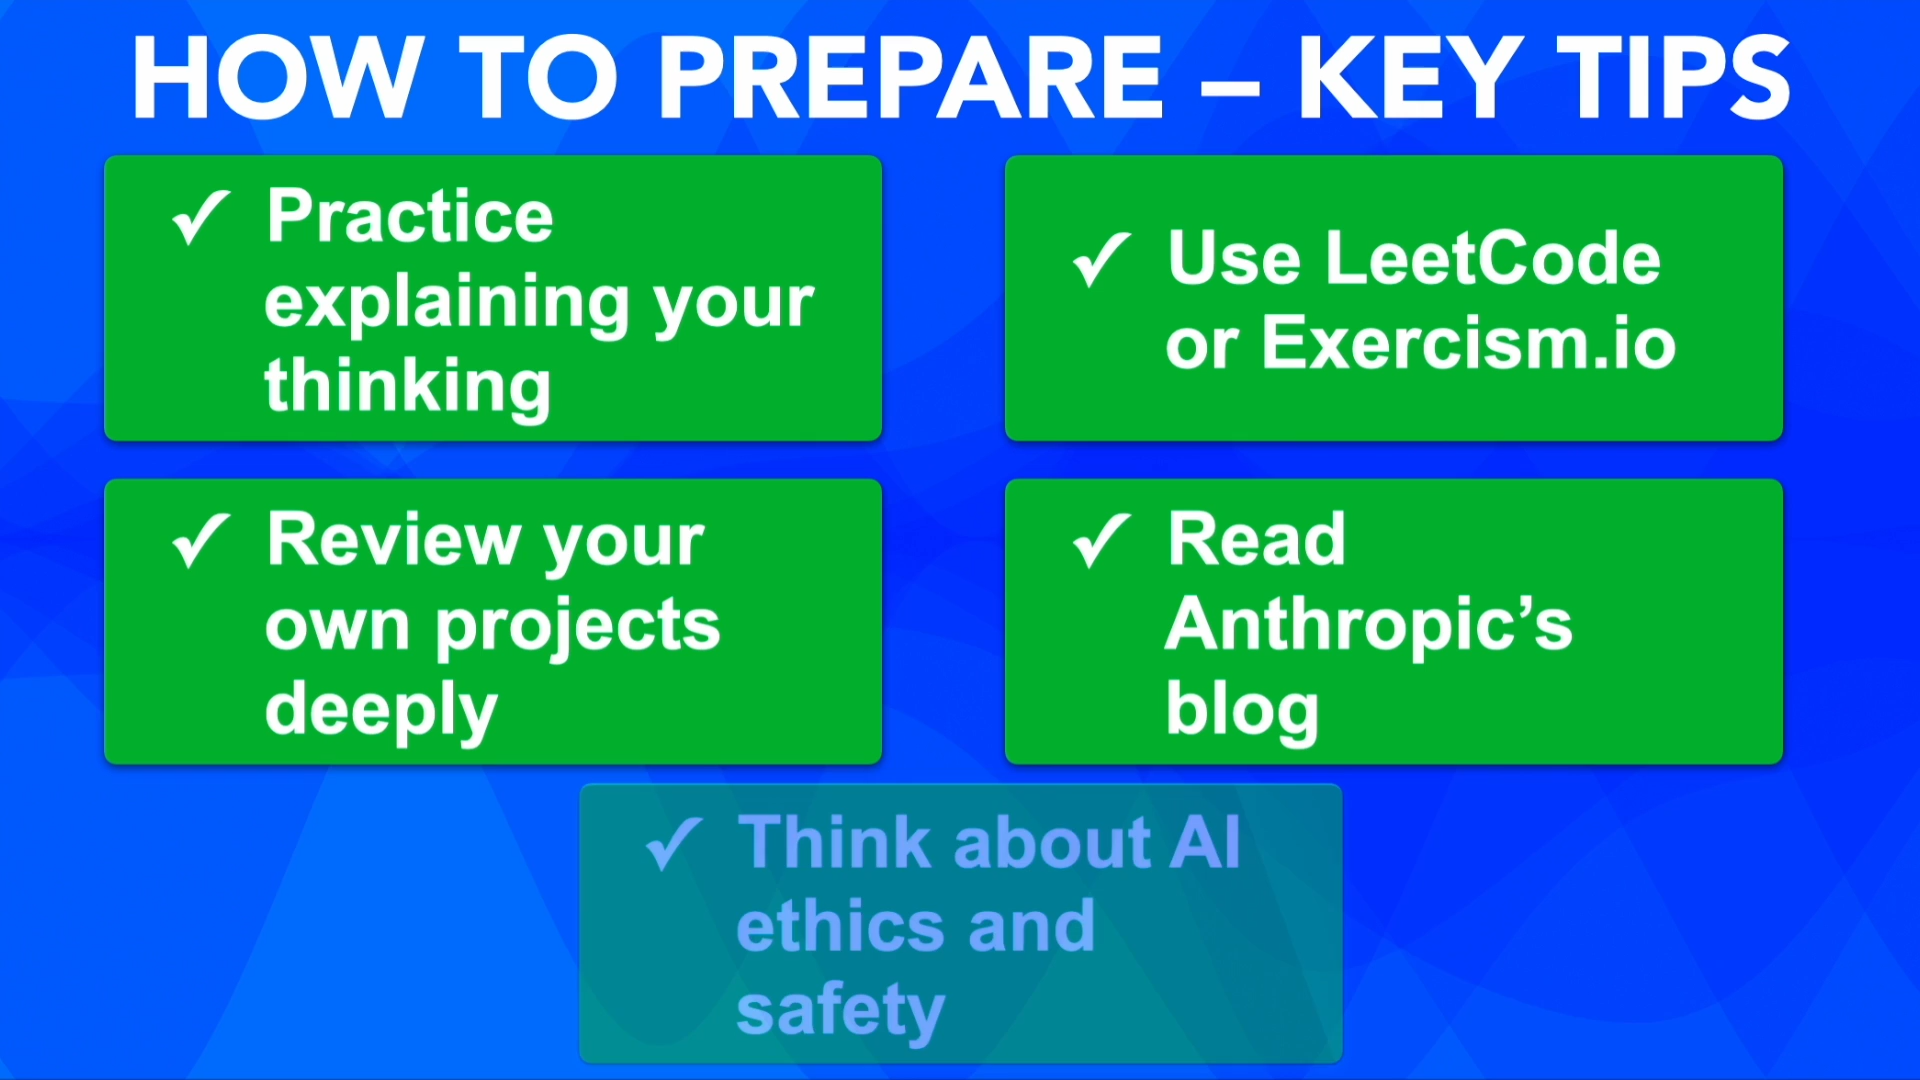 HOW TO PREPARE – KEY TIPS
✓ Practice
explaining your
thinking
✓ Use LeetCode
or Exercism.io
✓ Review your
own projects
deeply
✓ Read
Anthropic’s
blog
✓ Think about AI
ethics and
safety